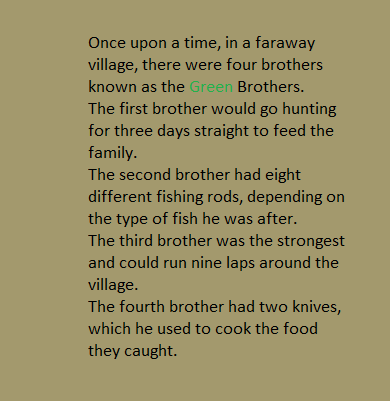 Once upon a time, in a faraway
village, there were four brothers
known as the Green Brothers.
The first brother would go hunting
for three days straight to feed the
family.
The second brother had eight
different fishing rods, depending on
the type of fish he was after.
The third brother was the strongest
and could run nine laps around the
village.
The fourth brother had two knives,
which he used to cook the food
they caught.